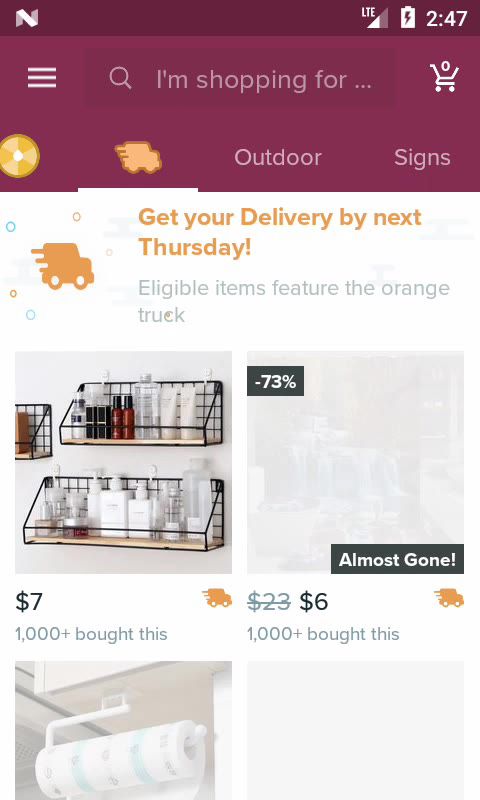 LTE
2:47
I'm shopping for ...
0
Outdoor
Signs
Get your Delivery by next
Thursday!
Eligible items feature the orange
truck
-73%
Almost Gone!
$7
$23 $6
1,000+ bought this
1,000+ bought this